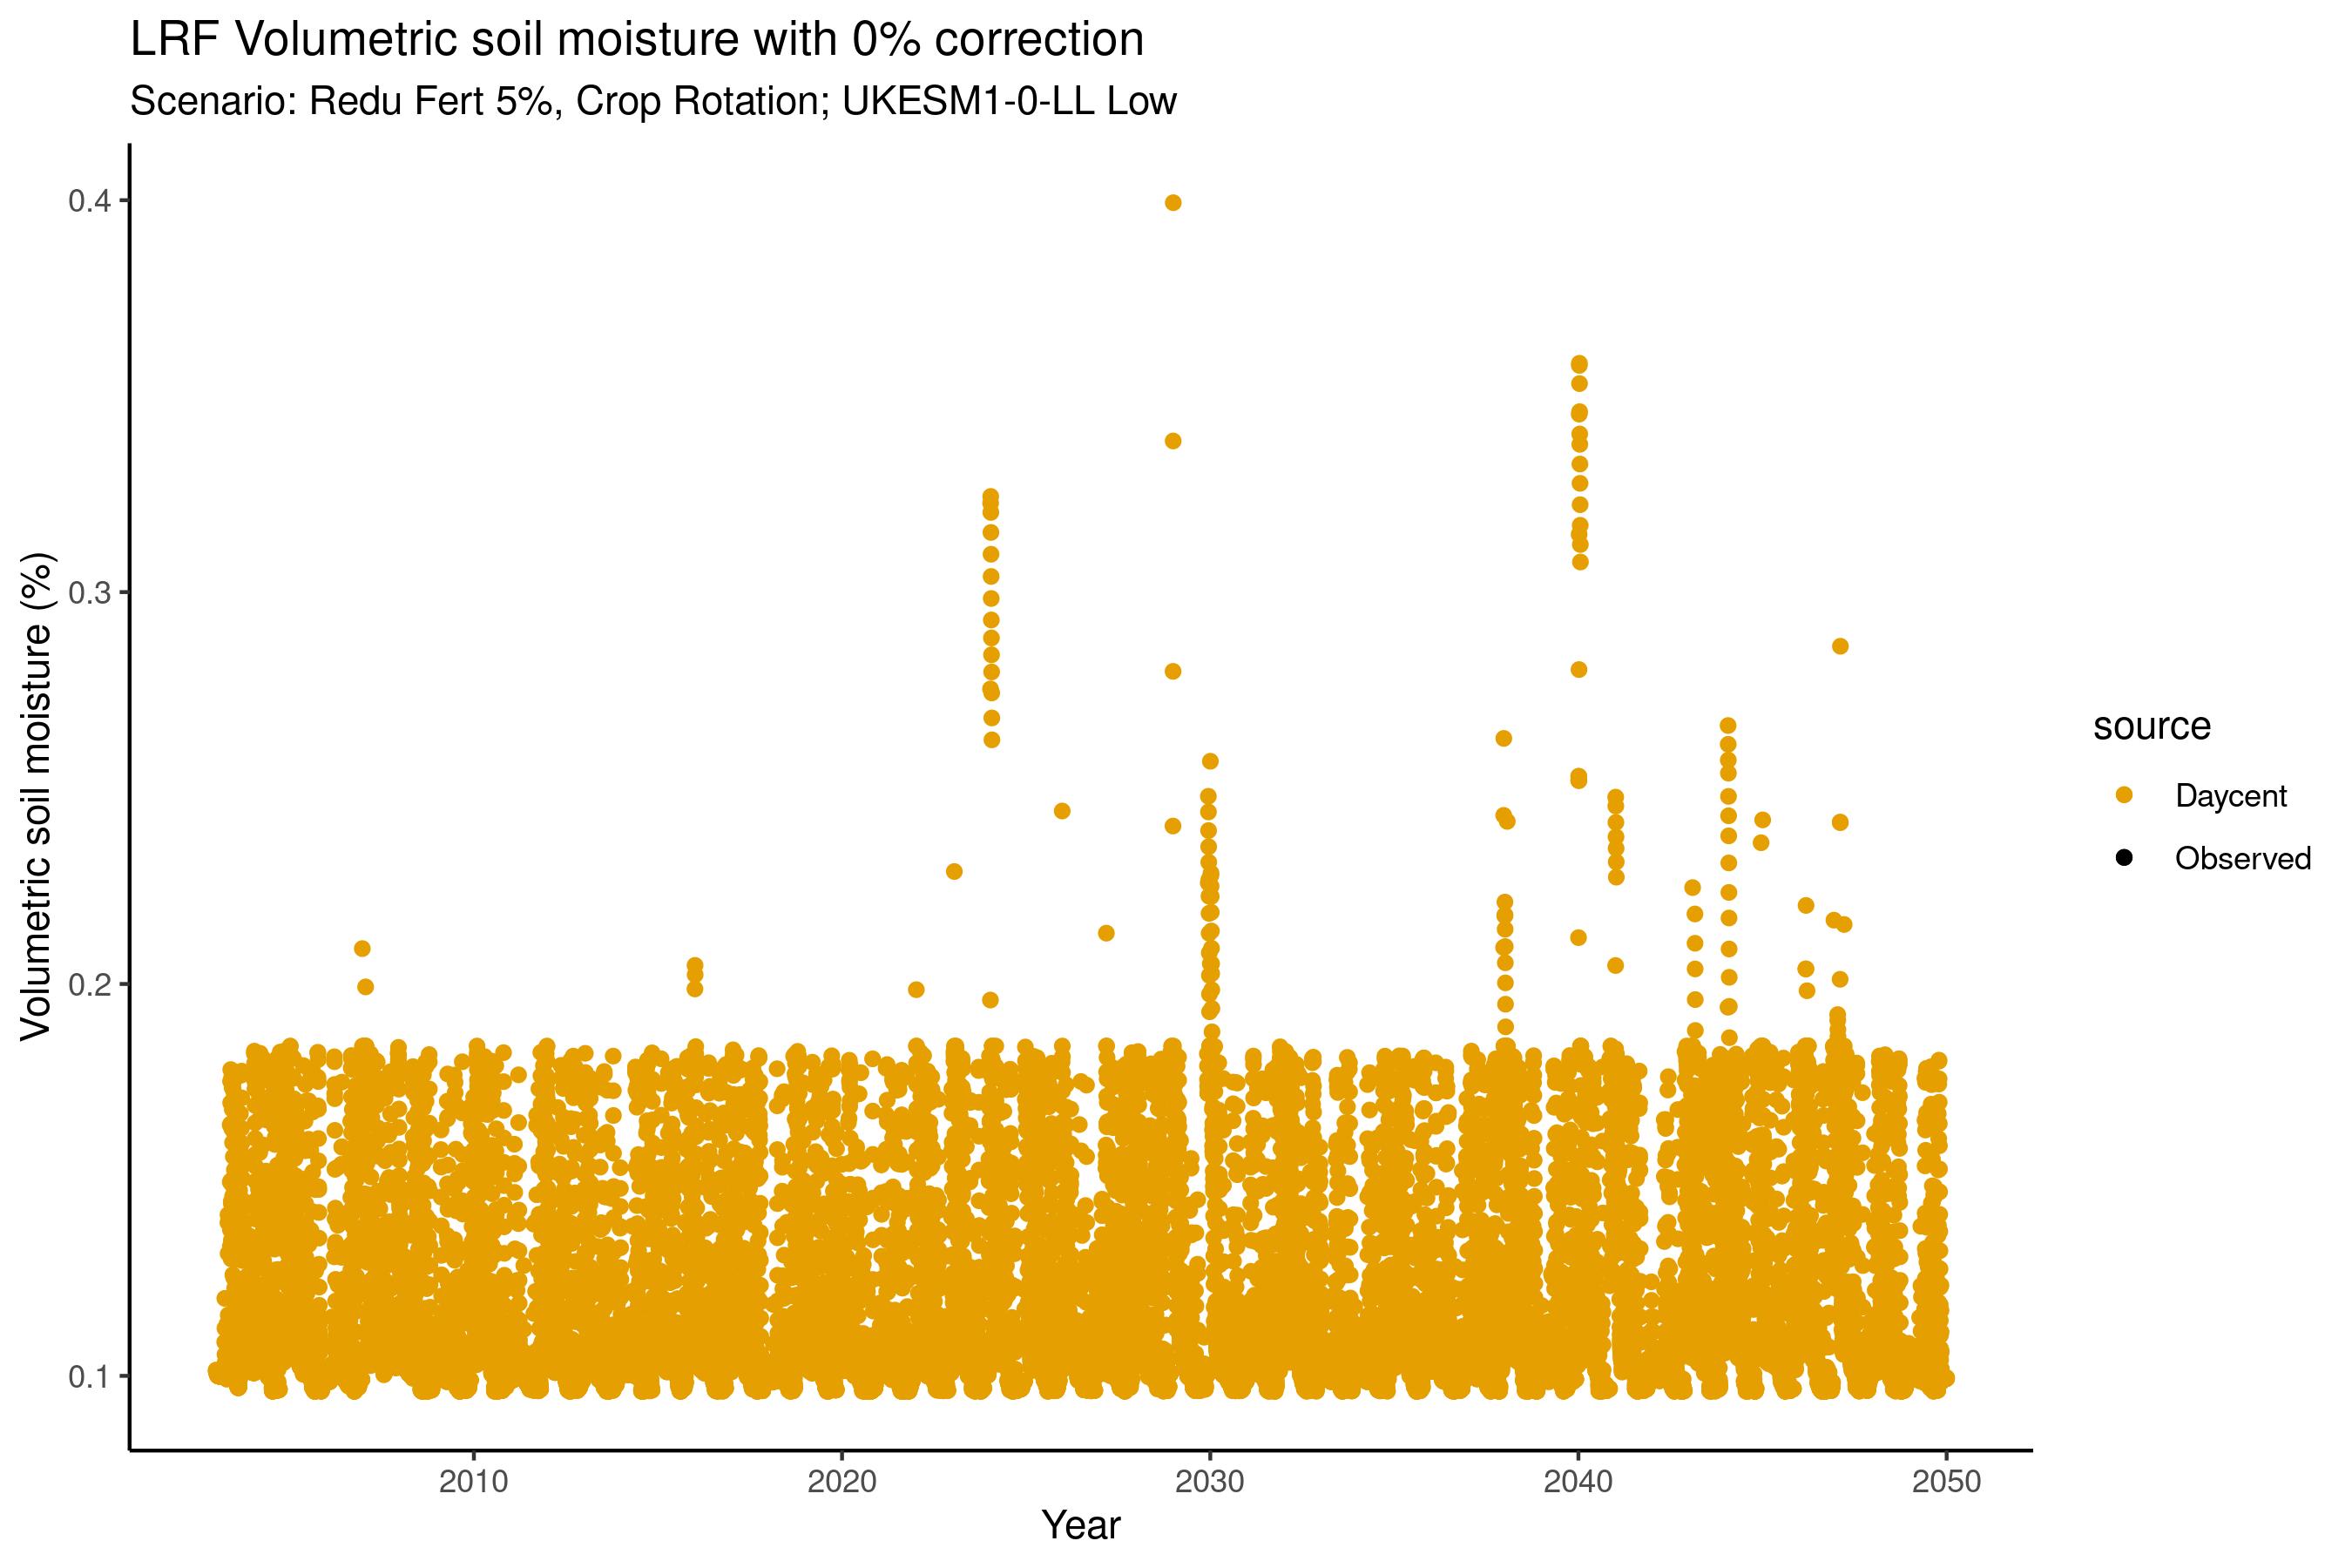 LRF Volumetric soil moisture with 0% correction
Scenario: Redu Fert 5%, Crop Rotation; UKESM1-0-LL Low
Volumetric soil moisture (%)
0.4
0.3
0.2
0.1
2010
2020
2030
2040
2050
Year
source
Daycent
Observed